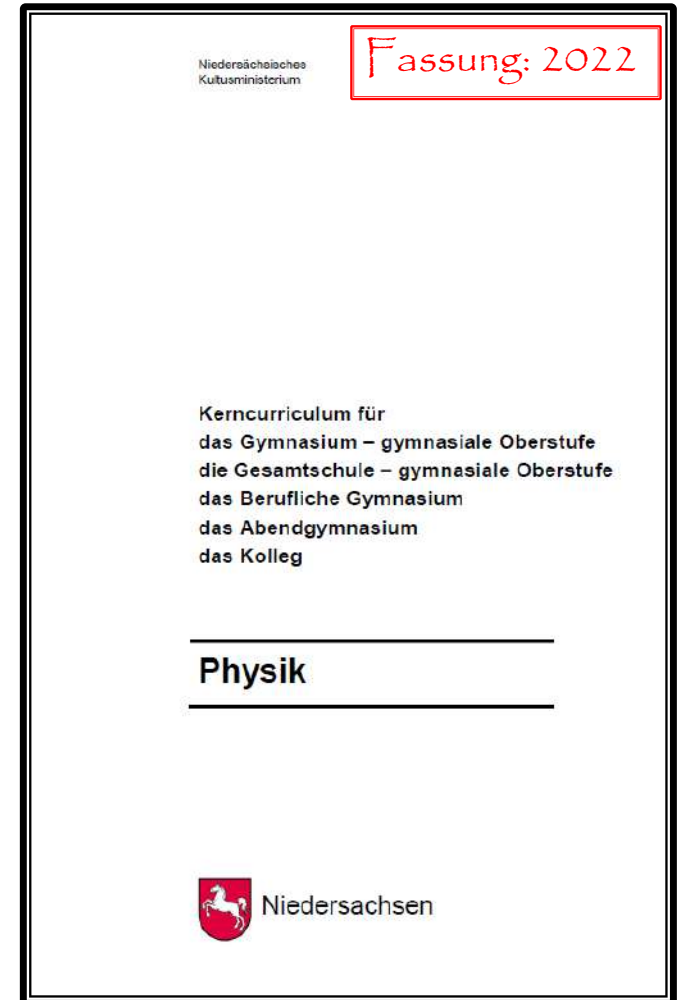 Niedersächsisches
Kultusministerium
Fassung: 2022
Kerncurriculum für
das Gymnasium – gymnasiale Oberstufe
die Gesamtschule – gymnasiale Oberstufe
das Berufliche Gymnasium
das Abendgymnasium
das Kolleg
Physik
Niedersachsen